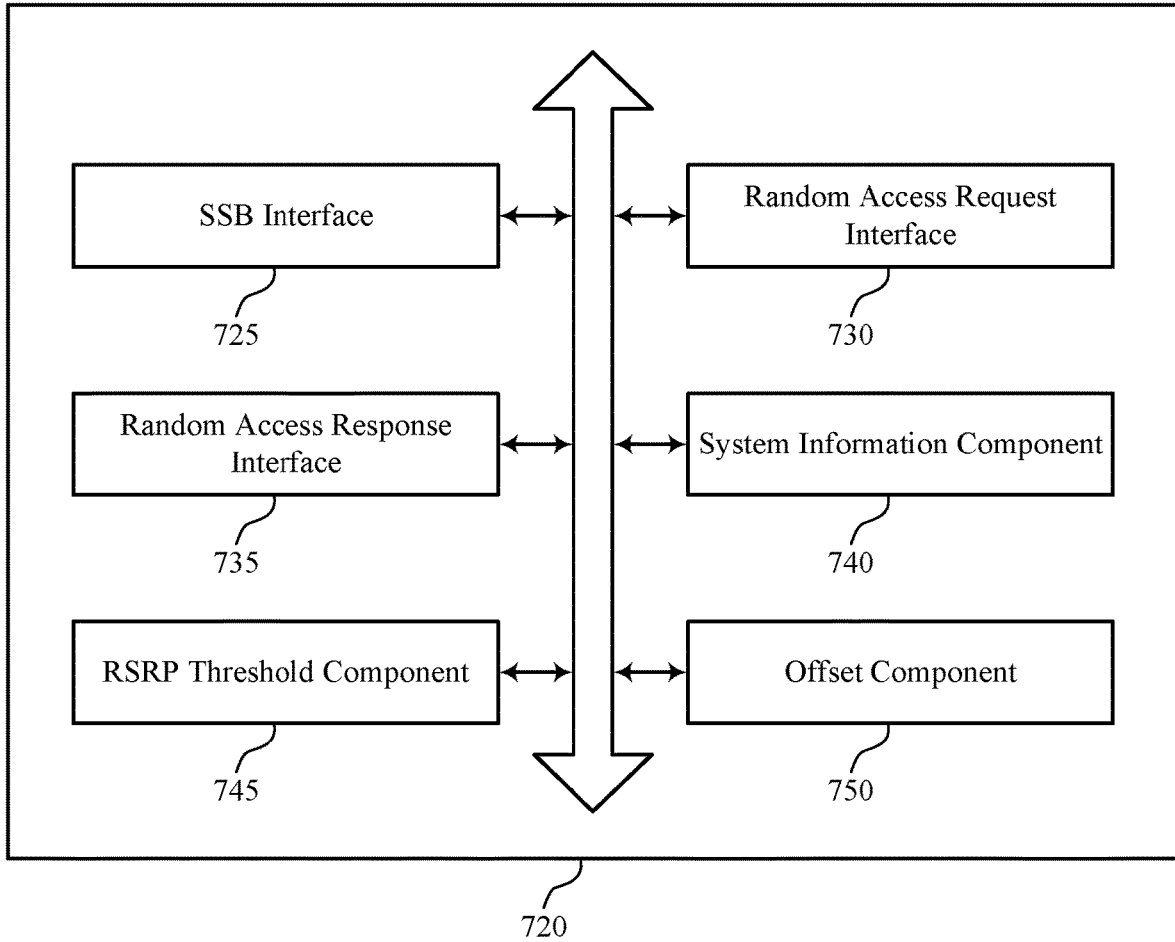 SSB Interface
725
Random Access Request
Interface
730
Random Access Response
Interface
735
System Information Component
740
RSRP Threshold Component
745
Offset Component
750
720